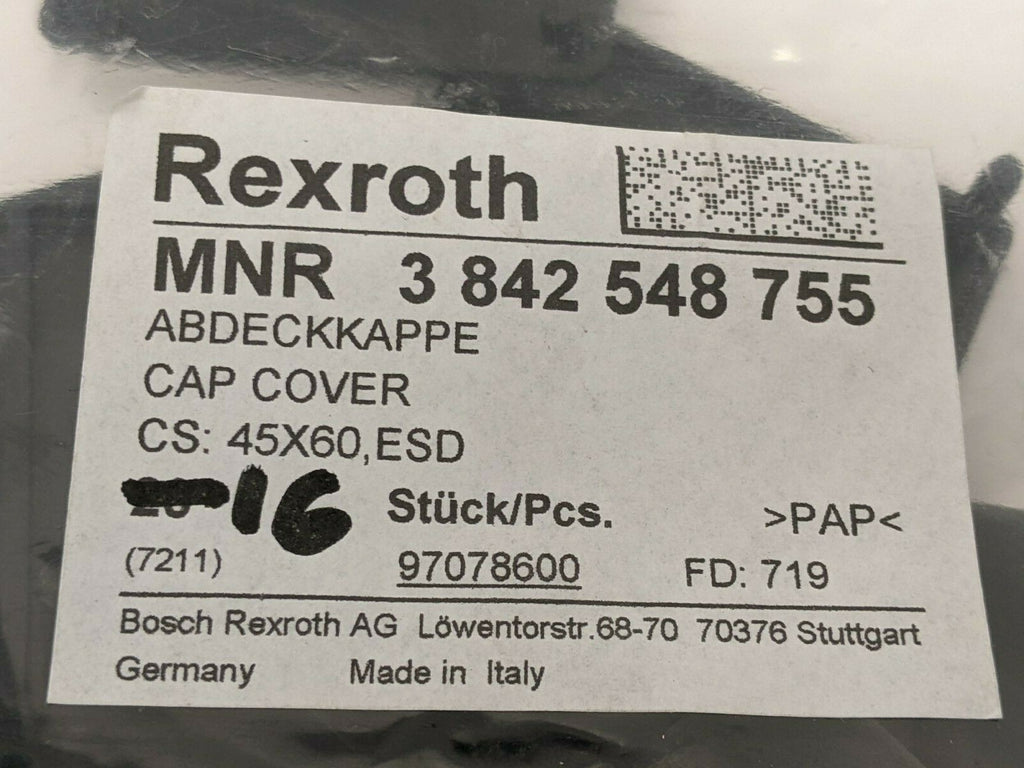 Rexroth
MNR 3 842 548 755
ABDECKKAPPE
CAP COVER
CS: 45X60,ESD
16 Stück/Pcs. >PAP<
(7211) 97078600 FD: 719
Bosch Rexroth AG Löwentorstr.68-70 70376 Stuttgart
Germany Made in Italy